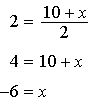 2 = (10 + x)/2
4 = 10 + x
−6 = x